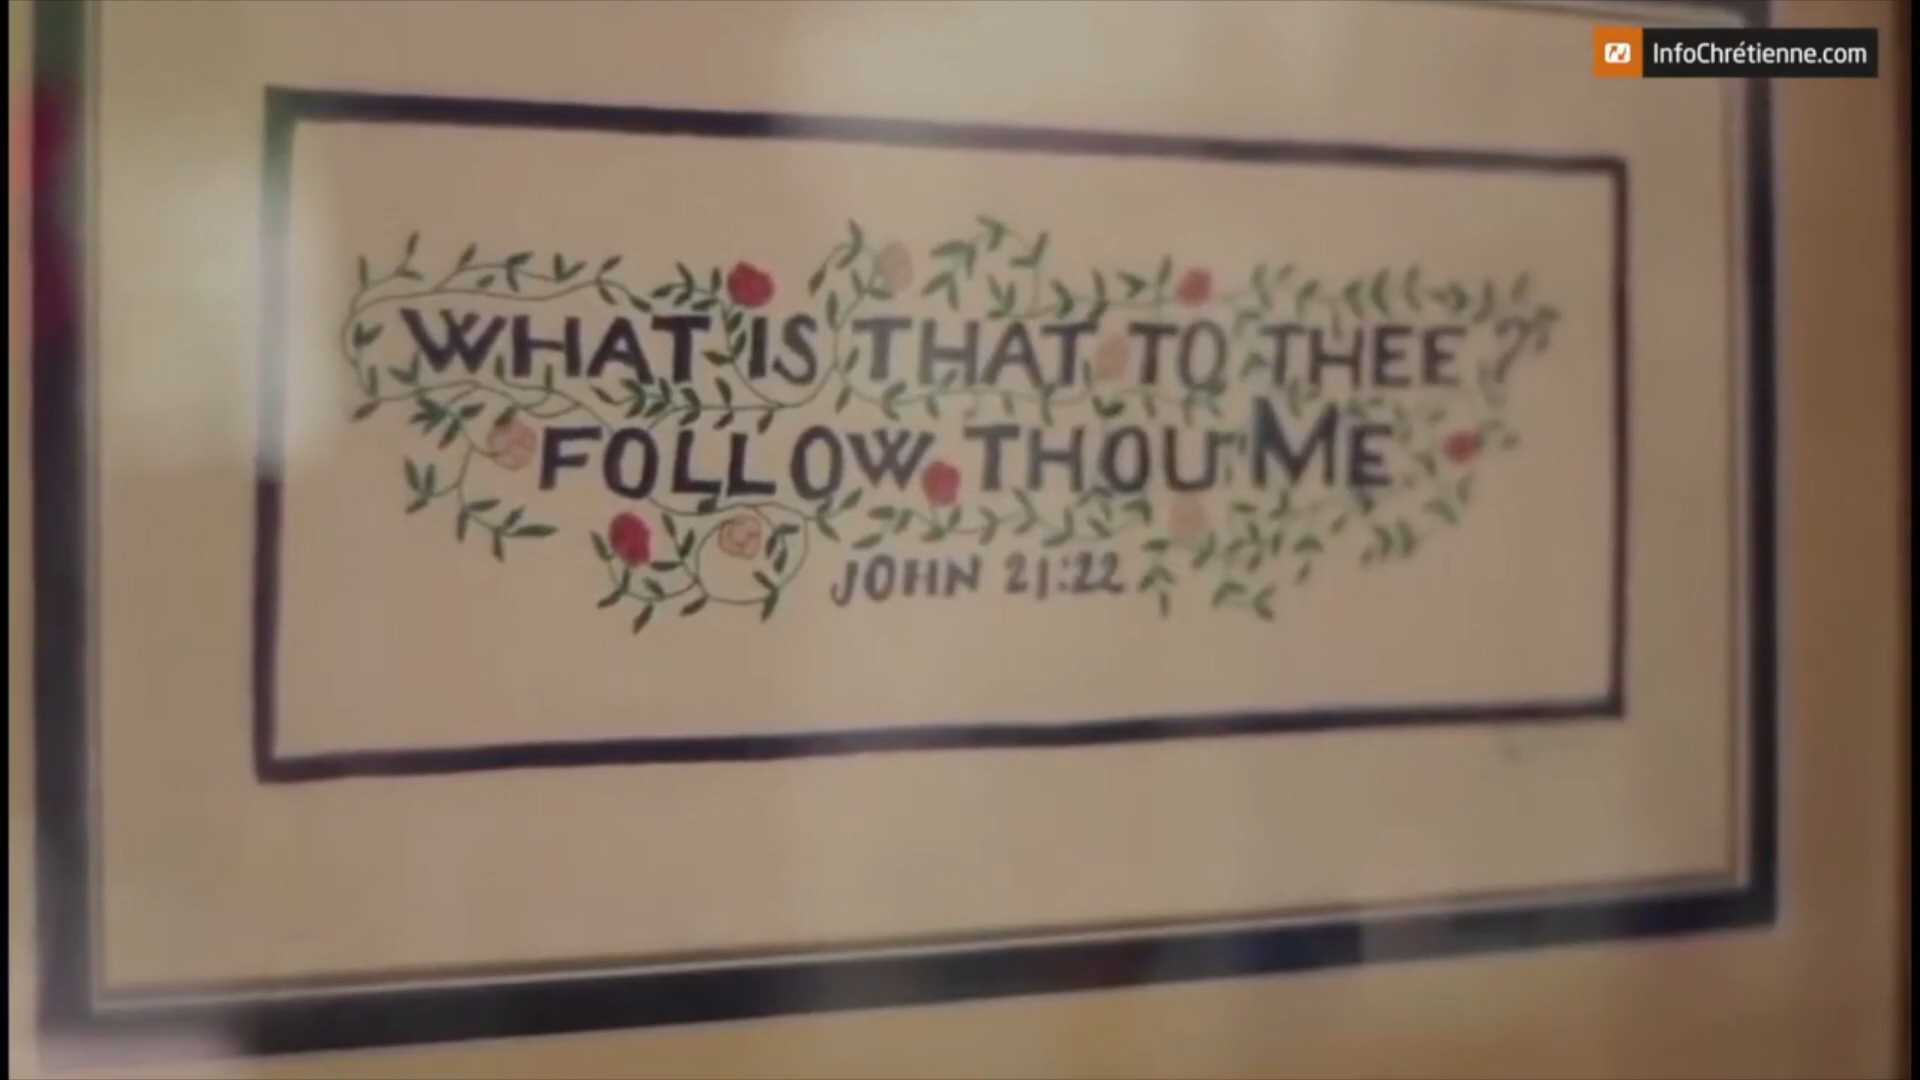 InfoChrétienne.com
WHAT IS THAT TO THEE?
FOLLOW THOU ME
JOHN 21:22